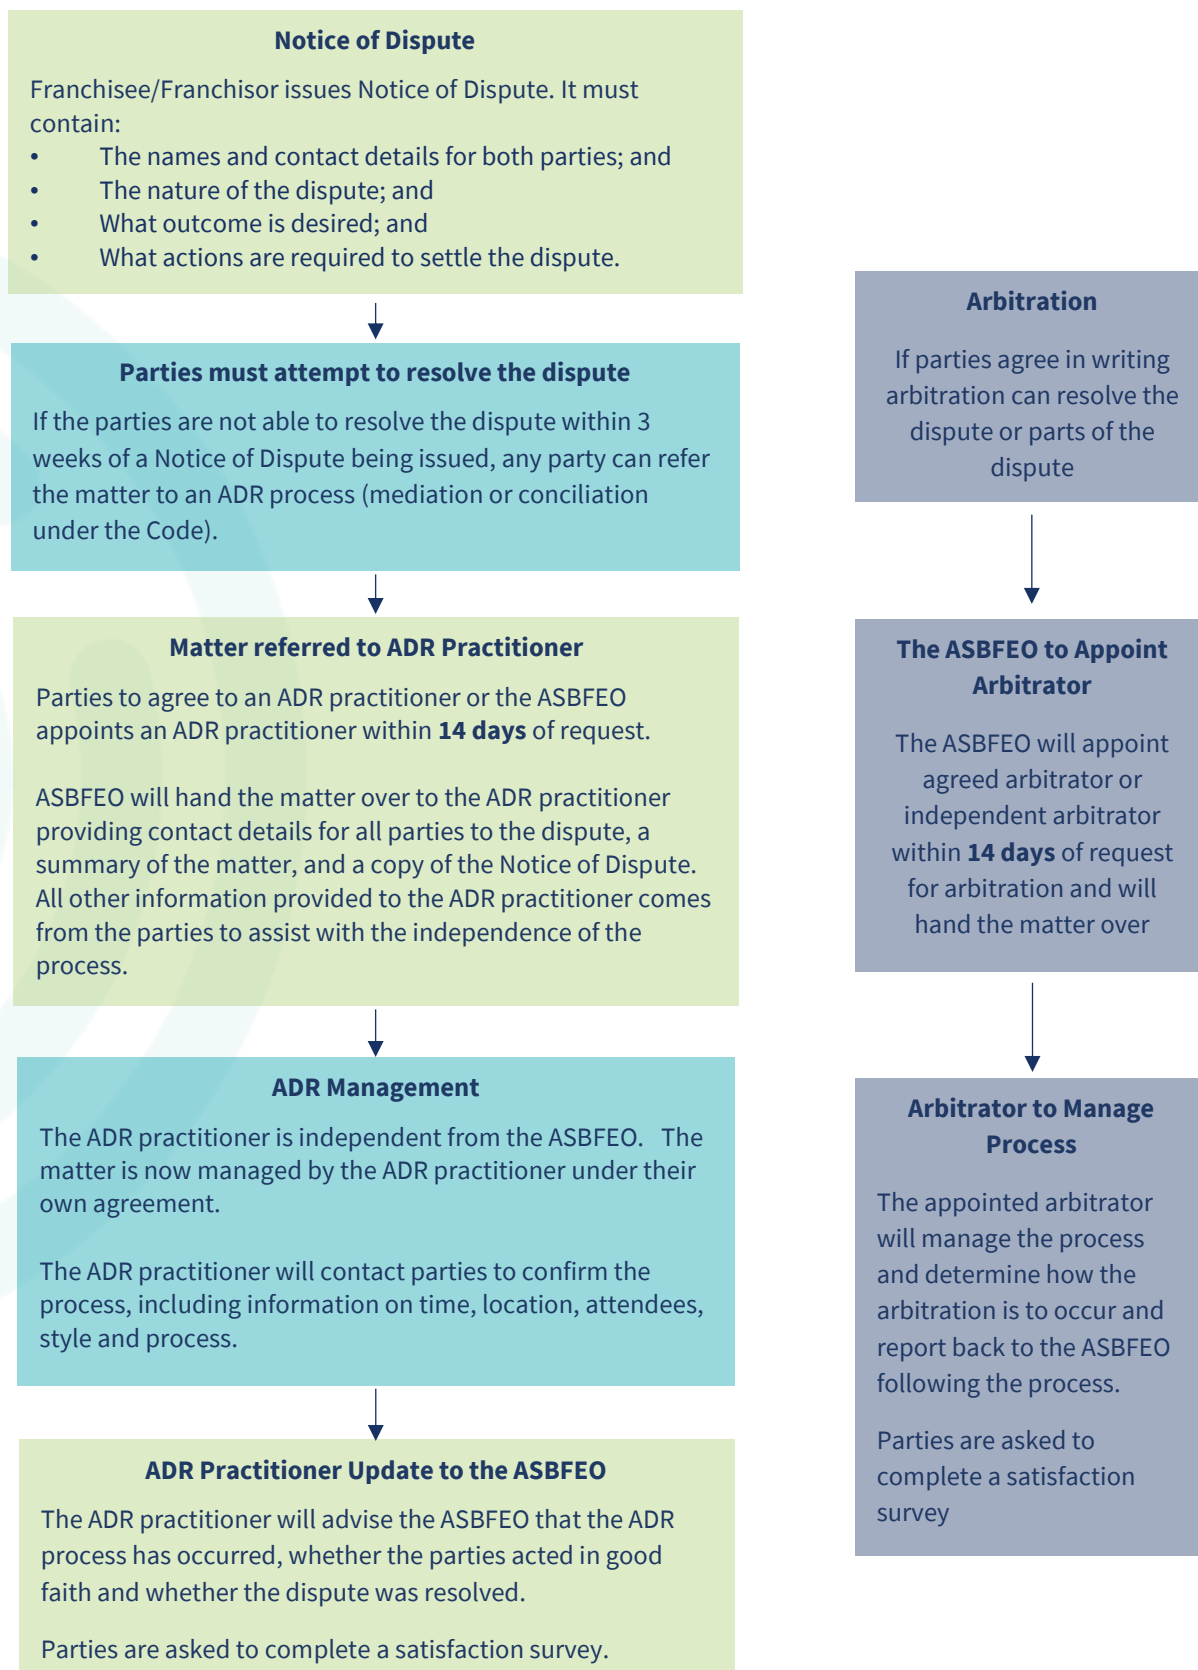 Notice of Dispute
Franchisee/Franchisor issues Notice of Dispute. It must
contain:
• The names and contact details for both parties; and
• The nature of the dispute; and
• What outcome is desired; and
• What actions are required to settle the dispute.
Parties must attempt to resolve the dispute
If the parties are not able to resolve the dispute within 3
weeks of a Notice of Dispute being issued, any party can refer
the matter to an ADR process (mediation or conciliation
under the Code).
Matter referred to ADR Practitioner
Parties to agree to an ADR practitioner or the ASBFEO
appoints an ADR practitioner within 14 days of request.
ASBFEO will hand the matter over to the ADR practitioner
providing contact details for all parties to the dispute, a
summary of the matter, and a copy of the Notice of Dispute.
All other information provided to the ADR practitioner comes
from the parties to assist with the independence of the
process.
ADR Management
The ADR practitioner is independent from the ASBFEO. The
matter is now managed by the ADR practitioner under their
own agreement.
The ADR practitioner will contact parties to confirm the
process, including information on time, location, attendees,
style and process.
ADR Practitioner Update to the ASBFEO
The ADR practitioner will advise the ASBFEO that the ADR
process has occurred, whether the parties acted in good
faith and whether the dispute was resolved.
Parties are asked to complete a satisfaction survey.
Arbitration
If parties agree in writing
arbitration can resolve the
dispute or parts of the
dispute
The ASBFEO to Appoint
Arbitrator
The ASBFEO will appoint
agreed arbitrator or
independent arbitrator
within 14 days of request
for arbitration and will
hand the matter over
Arbitrator to Manage
Process
The appointed arbitrator
will manage the process
and determine how the
arbitration is to occur and
report back to the ASBFEO
following the process.
Parties are asked to
complete a satisfaction
survey